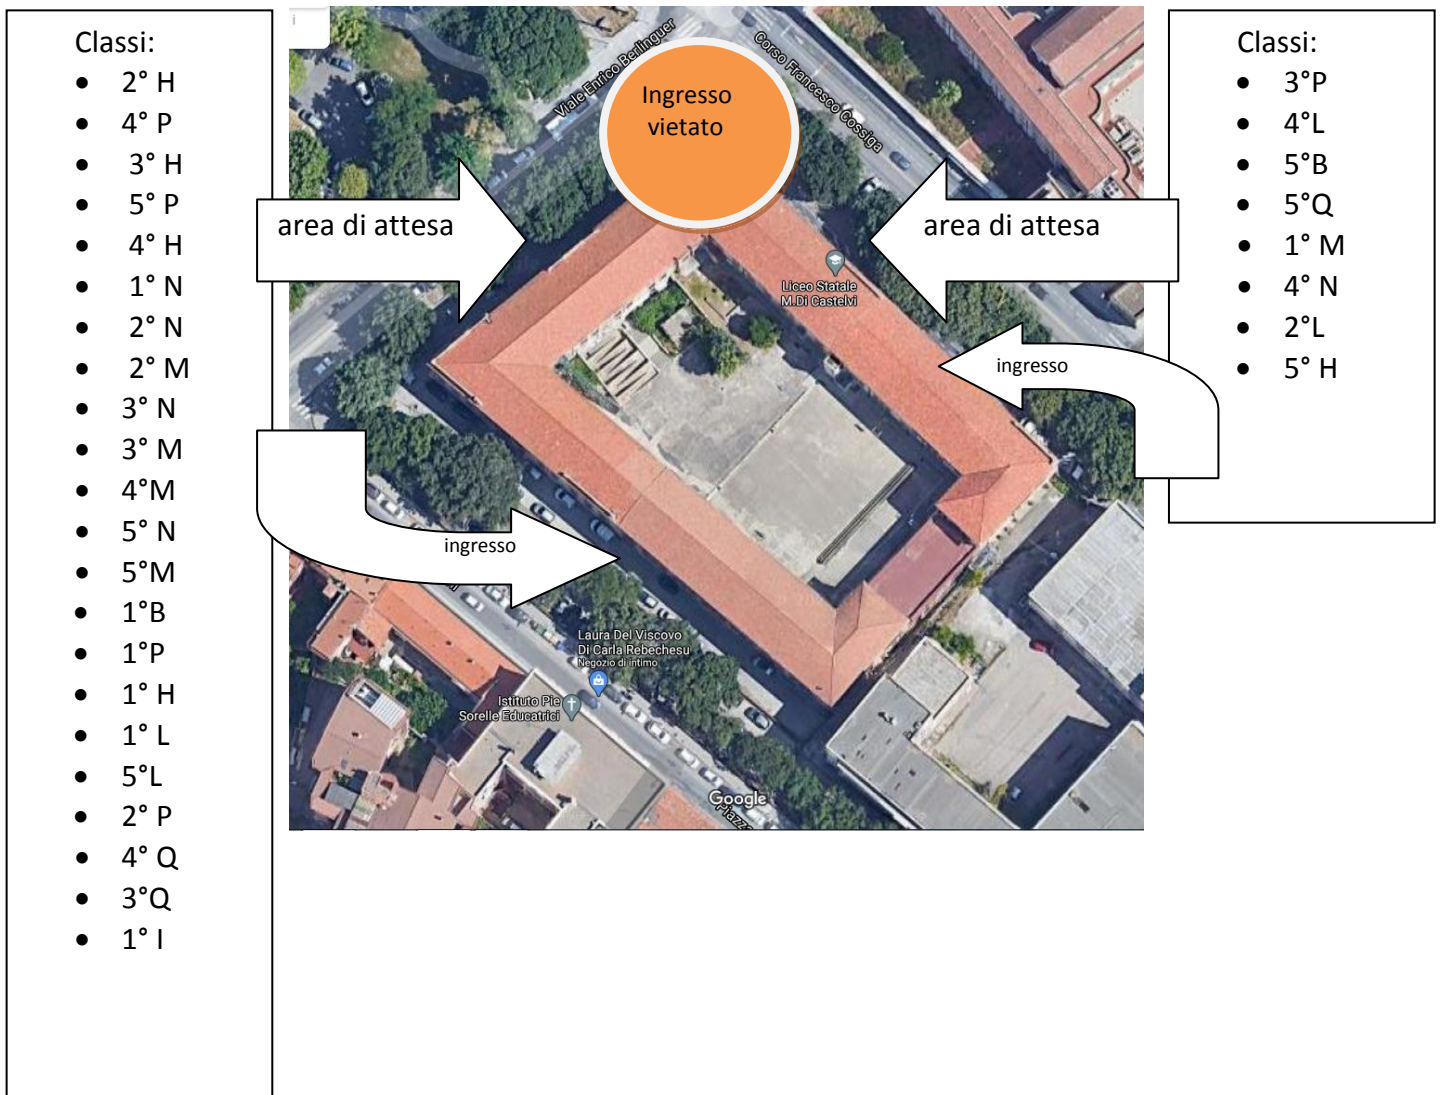 Classi:
• 2° H
• 4° P
• 3° H
• 5° P
• 4° H
• 1° N
• 2° N
• 2° M
• 3° N
• 3° M
• 4°M
• 5° N
• 5°M
• 1°B
• 1°P
• 1° H
• 1° L
• 5°L
• 2° P
• 4° Q
• 3°Q
• 1° I
i
Viale Enrico Berlinguer
Corso Francesco Cossiga
Ingresso
vietato
area di attesa
area di attesa
Liceo Statale
M.Di Castelvi
ingresso
ingresso
Laura Del Viscovo
Di Carla Rebechesu
Negozio di intimo
Istituto Pie
Sorelle Educatrici
Google
Piazza
Classi:
• 3°P
• 4°L
• 5°B
• 5°Q
• 1° M
• 4° N
• 2°L
• 5° H